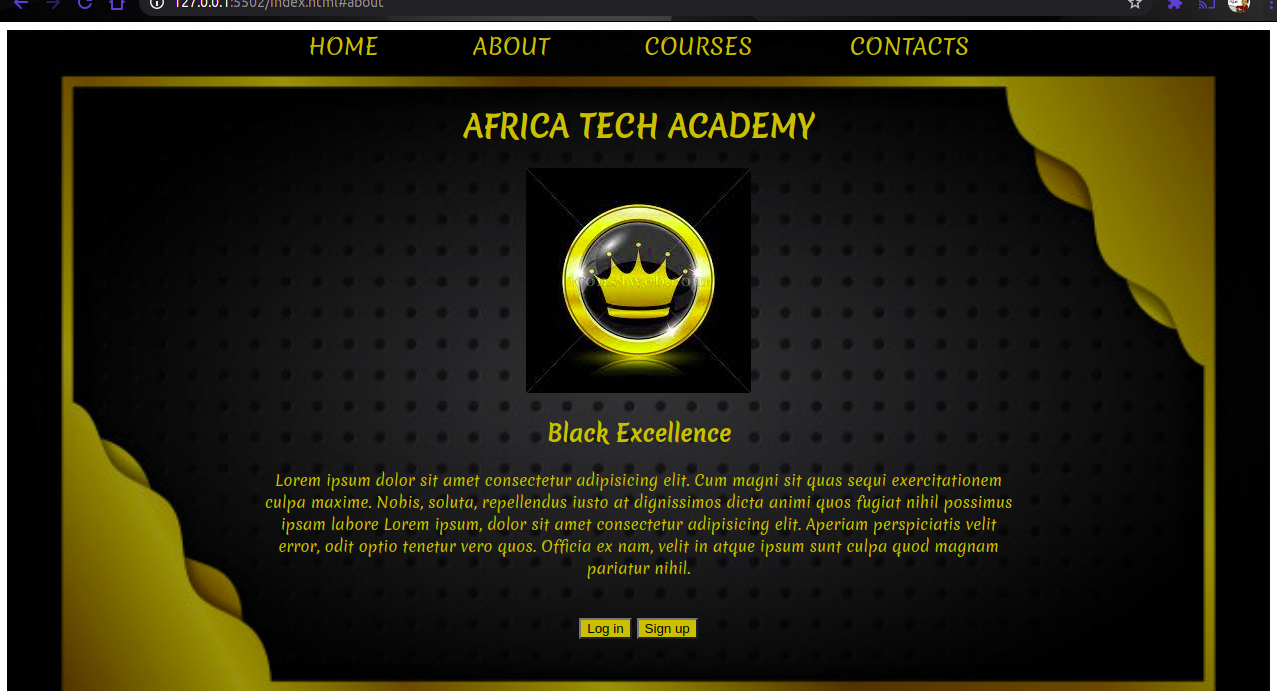 127.0.0.1:5502/index.html#about
HOME ABOUT COURSES CONTACTS
AFRICA TECH ACADEMY
Black Excellence
Lorem ipsum dolor sit amet consectetur adipisicing elit. Cum magni sit quas sequi exercitationem
culpa maxime. Nobis, soluta, repellendus iusto at dignissimos dicta animi quos fugiat nihil possimus
ipsam labore Lorem ipsum, dolor sit amet consectetur adipisicing elit. Aperiam perspiciatis velit
error, odit optio tenetur vero quos. Officia ex nam, velit in atque ipsum sunt culpa quod magnam
pariatur nihil.
Log in Sign up